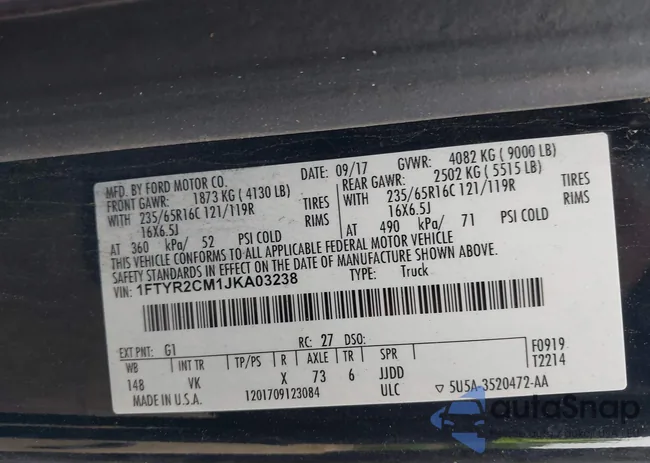 MFD. BY FORD MOTOR CO. DATE: 09/17 GVWR: 4082 KG ( 9000 LB)
FRONT GAWR: 1873 KG ( 4130 LB) REAR GAWR: 2502 KG ( 5515 LB)
WITH 235/65R16C 121/119R TIRES WITH 235/65R16C 121/119R TIRES
16X6.5J RIMS 16X6.5J RIMS
AT 360 kPa/ 52 PSI COLD AT 490 kPa/ 71 PSI COLD
THIS VEHICLE CONFORMS TO ALL APPLICABLE FEDERAL MOTOR VEHICLE
SAFETY STANDARDS IN EFFECT ON THE DATE OF MANUFACTURE SHOWN ABOVE
VIN: 1FTYR2CM1JKA03238 TYPE: Truck
EXT PNT: G1 RC: 27 DSO: F0919
WB INT TR TP/PS R AXLE TR SPR T2214
148 VK X 73 6 JJDD
MADE IN U.S.A. 1201709123084 ULC ▽ 5U5A-3520472-AA
autoSnap